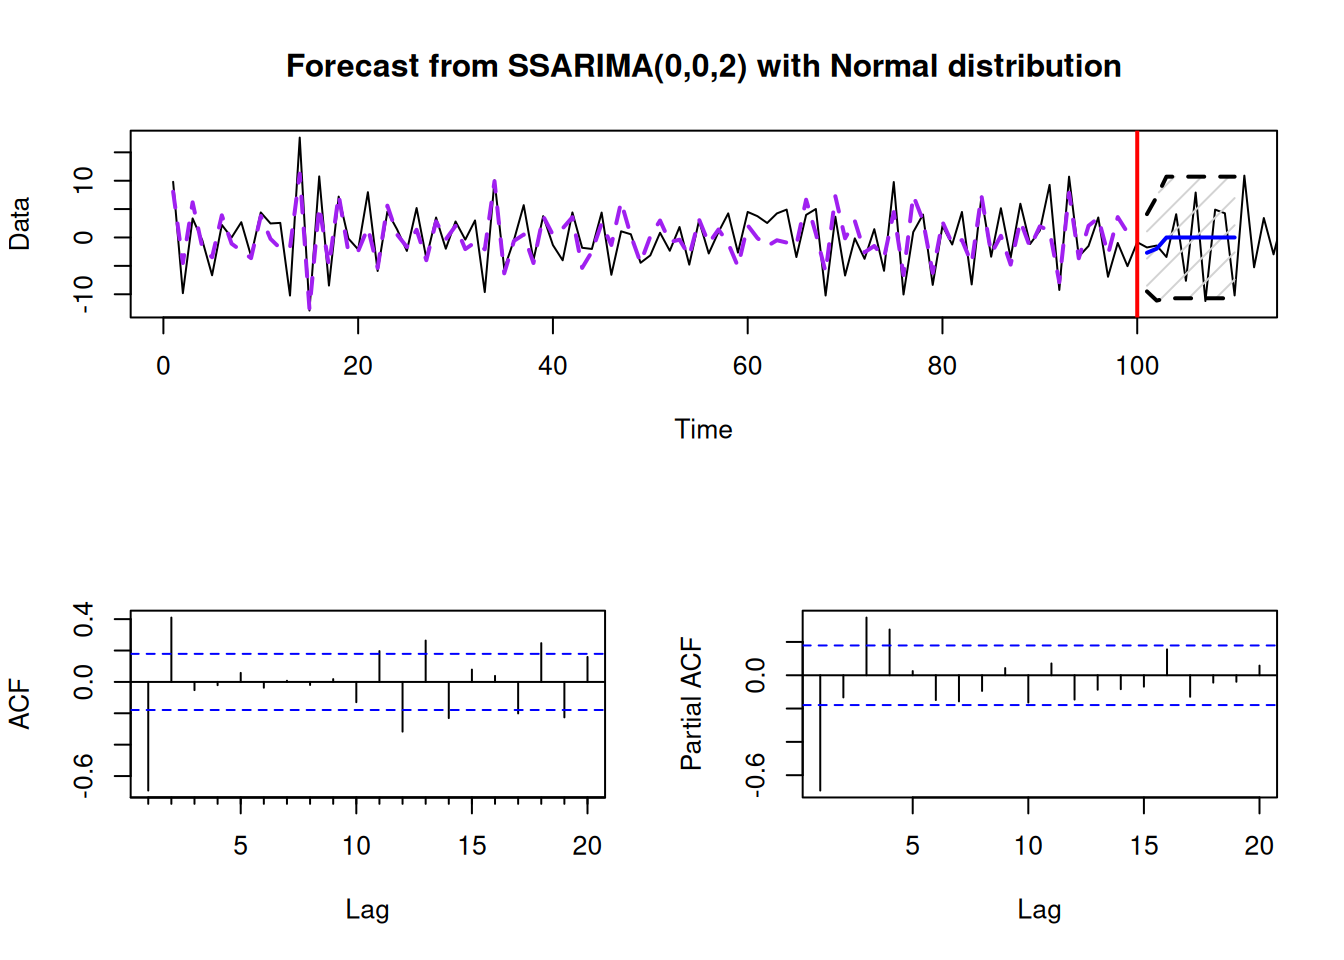 Forecast from SSARIMA(0,0,2) with Normal distribution
Data
10
0
-10
0 20 40 60 80 100
Time
ACF
0.4
0.0
-0.6
5 10 15 20
Lag
Partial ACF
0.0
-0.6
5 10 15 20
Lag